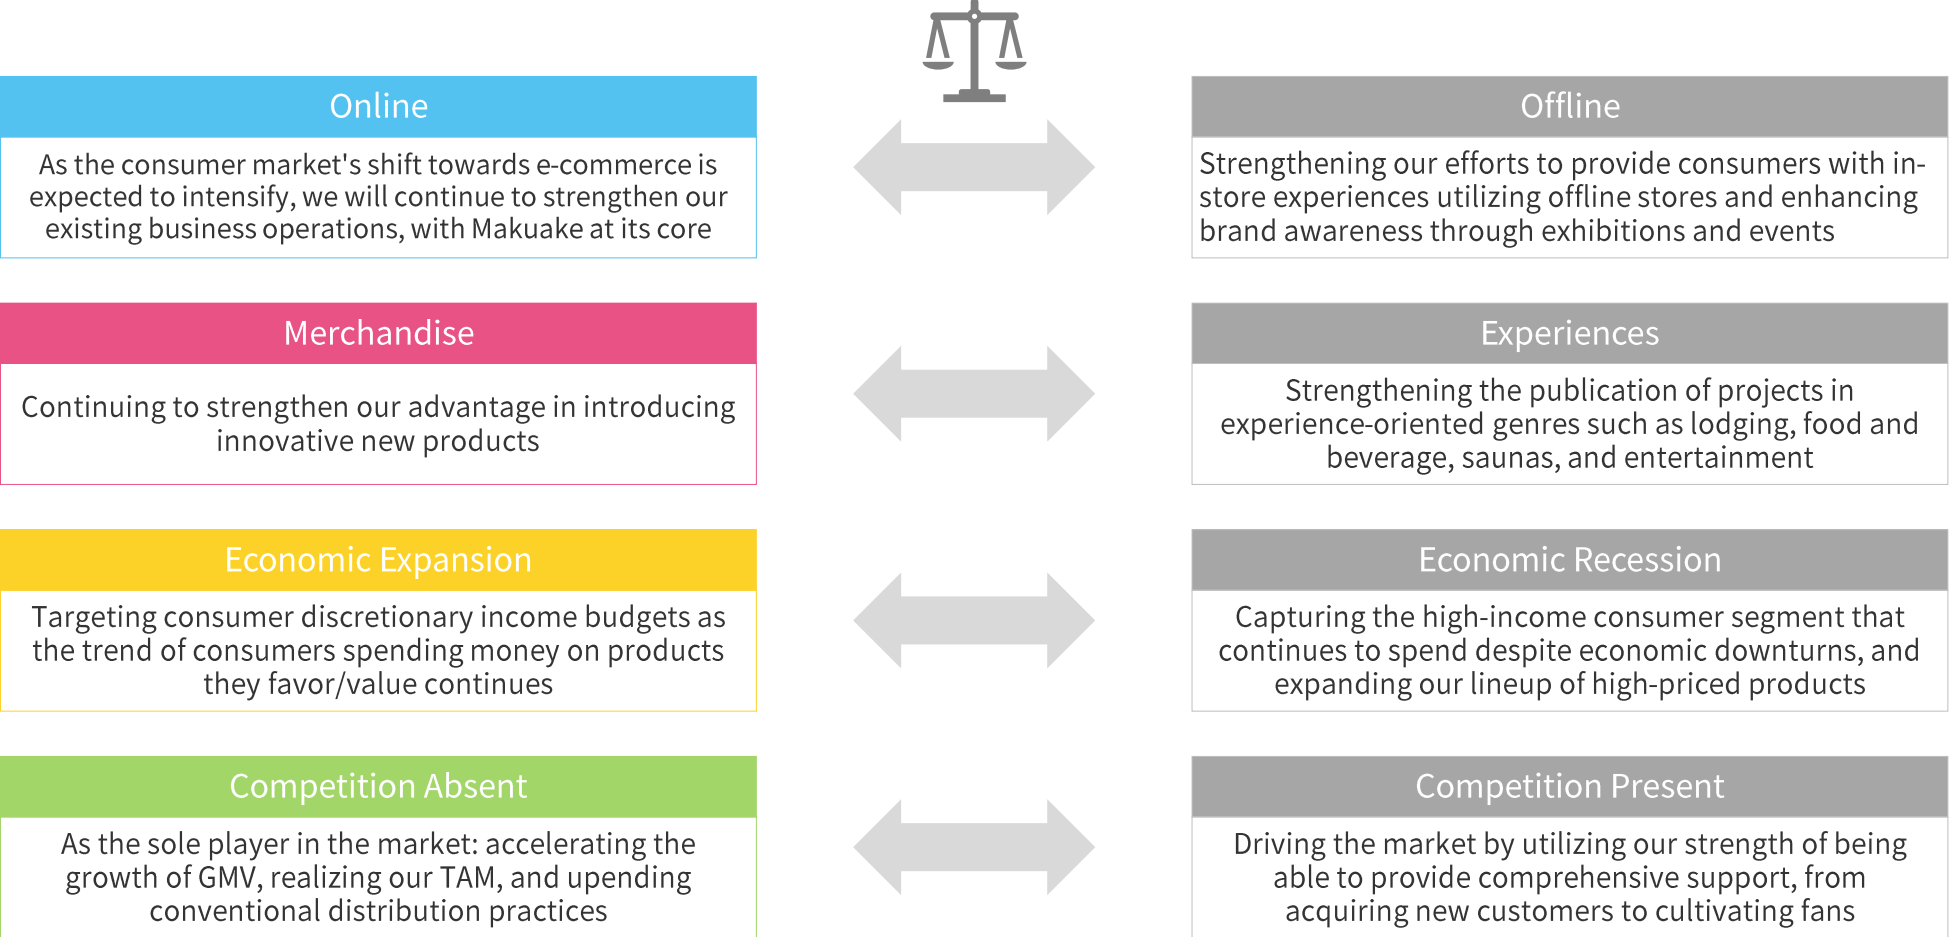 Online
As the consumer market's shift towards e-commerce is
expected to intensify, we will continue to strengthen our
existing business operations, with Makuake at its core
Offline
Strengthening our efforts to provide consumers with in-
store experiences utilizing offline stores and enhancing
brand awareness through exhibitions and events
Merchandise
Continuing to strengthen our advantage in introducing
innovative new products
Experiences
Strengthening the publication of projects in
experience-oriented genres such as lodging, food and
beverage, saunas, and entertainment
Economic Expansion
Targeting consumer discretionary income budgets as
the trend of consumers spending money on products
they favor/value continues
Economic Recession
Capturing the high-income consumer segment that
continues to spend despite economic downturns, and
expanding our lineup of high-priced products
Competition Absent
As the sole player in the market: accelerating the
growth of GMV, realizing our TAM, and upending
conventional distribution practices
Competition Present
Driving the market by utilizing our strength of being
able to provide comprehensive support, from
acquiring new customers to cultivating fans